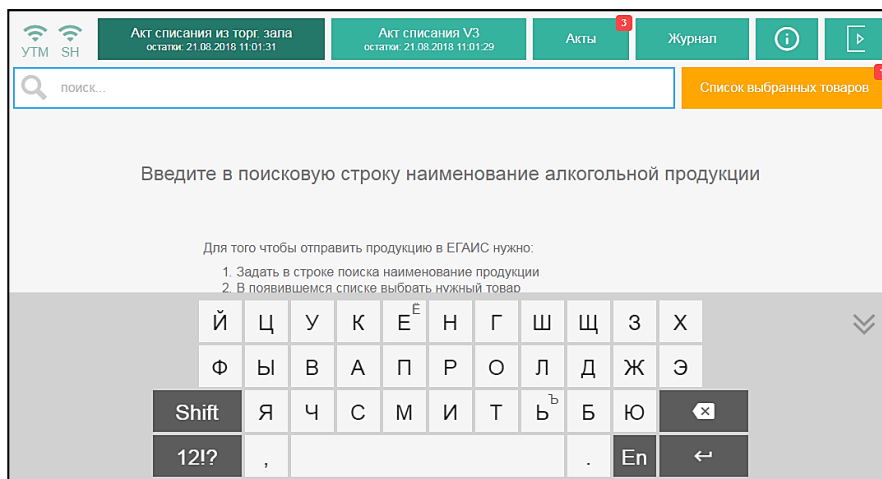 УТМ SH
Акт списания из торг. зала
остатки: 21.08.2018 11:01:31
Акт списания V3
остатки: 21.08.2018 11:01:29
Акты
3
Журнал
поиск...
Список выбранных товаров
Введите в поисковую строку наименование алкогольной продукции
Для того чтобы отправить продукцию в ЕГАИС нужно:
1. Задать в строке поиска наименование продукции
2. В появившемся списке выбрать нужный товар
Й Ц У К Е Ё Н Г Ш Щ З Х
Ф Ы В А П Р О Л Д Ж Э
Shift Я Ч С М И Т Ь Ъ Б Ю
12!? , . En